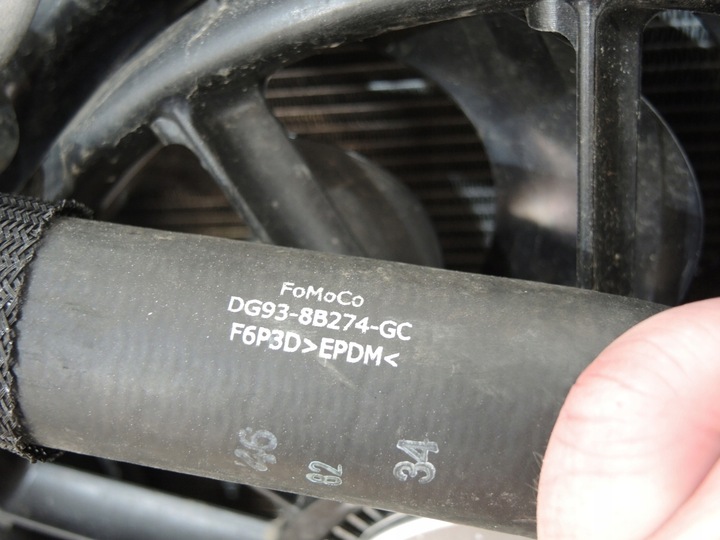 FoMoCo
DG93-8B274-GC
F6P3D>EPDM<
46 82 34